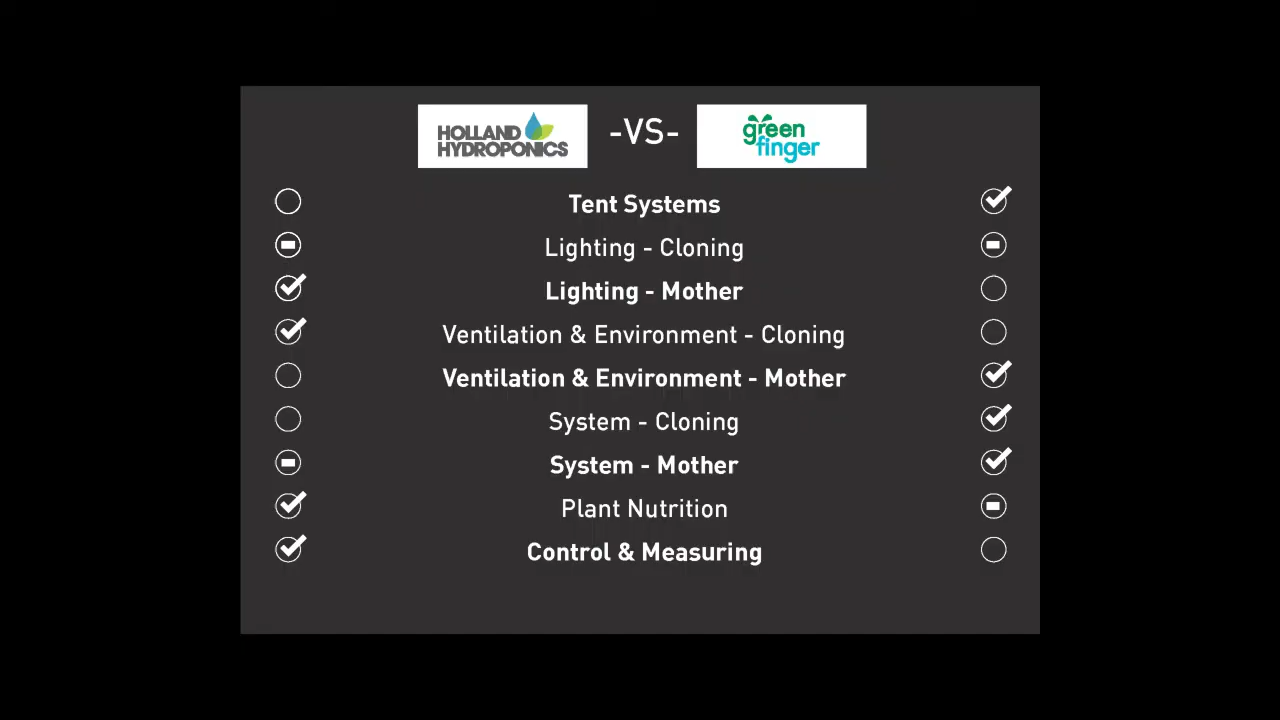 HOLLAND
HYDROPONICS
-VS-
green
finger
Tent Systems
Lighting - Cloning
Lighting - Mother
Ventilation & Environment - Cloning
Ventilation & Environment - Mother
System - Cloning
System - Mother
Plant Nutrition
Control & Measuring